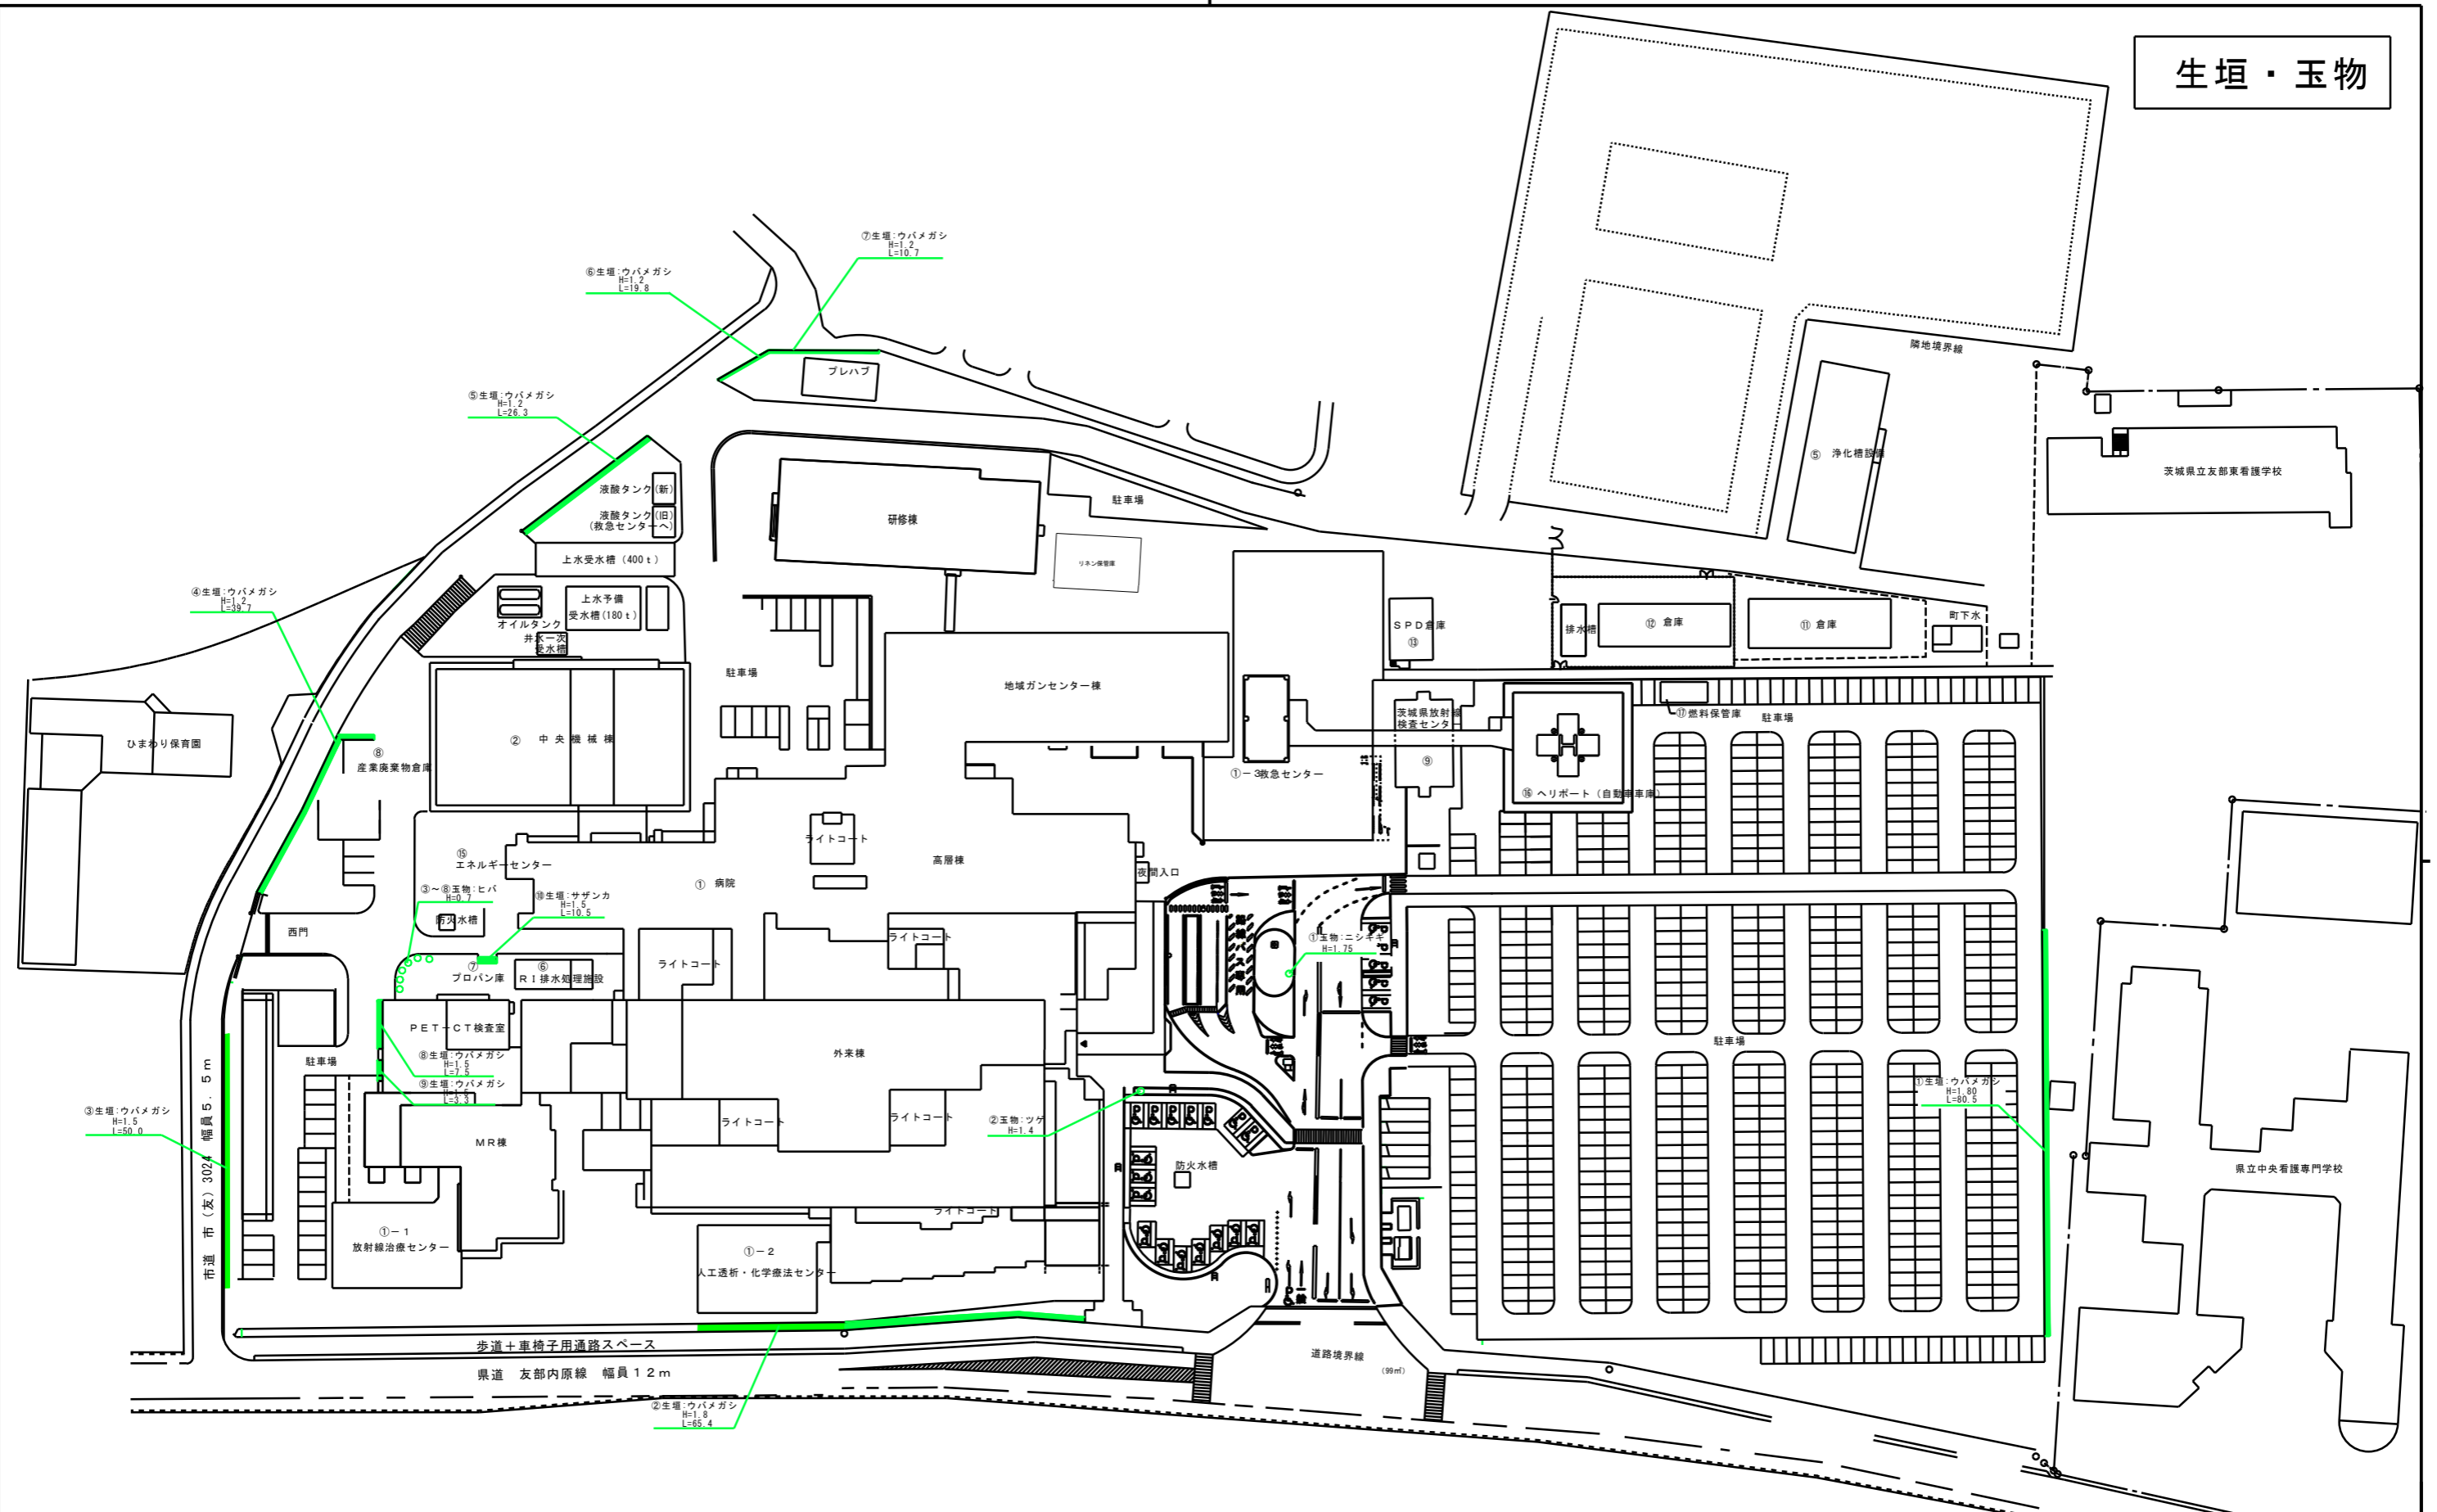 生垣・玉物
⑦生垣:ウバメガシ
H=1.2
L=10.7
⑥生垣:ウバメガシ
H=1.2
L=19.8
プレハブ
隣地境界線
⑤生垣:ウバメガシ
H=1.2
L=26.3
⑤ 浄化槽設備
茨城県立友部東看護学校
液酸タンク(新)
液酸タンク(旧)
(救急センターへ)
駐車場
研修棟
上水受水槽(400t)
リネン保管庫
④生垣:ウバメガシ
H=1.2
L=39.7
上水予備
受水槽(180t)
オイルタンク
井水一次
受水槽
SPD倉庫
⑬
排水槽
⑫ 倉庫
⑪ 倉庫
町下水
駐車場
地域ガンセンター棟
茨城県放射線
検査センター
⑨
⑰燃料保管庫
駐車場
ひまわり保育園
⑧
産業廃棄物倉庫
② 中央機械棟
①-3救急センター
⑯ ヘリポート(自動車車庫)
ライトコート
高層棟
⑮
エネルギーセンター
① 病院
夜間入口
③~⑧玉物:ヒバ
H=0.7
⑩生垣:サザンカ
H=1.5
L=10.5
防火水槽
西門
ライトコート
路線バス専用
①玉物:ニシキギ
H=1.75
⑦
プロパン庫
⑥
RI排水処理施設
ライトコート
PET-CT検査室
外来棟
駐車場
駐車場
⑧生垣:ウバメガシ
H=1.5
L=7.5
⑨生垣:ウバメガシ
H=1.5
L=3.3
①生垣:ウバメガシ
H=1.80
L=80.5
③生垣:ウバメガシ
H=1.5
L=50.0
市道 市(友)3024 幅員5.5m
MR棟
ライトコート
ライトコート
②玉物:ツゲ
H=1.4
防火水槽
県立中央看護専門学校
ライトコート
①-1
放射線治療センター
①-2
人工透析・化学療法センター
歩道+車椅子用通路スペース
県道 友部内原線 幅員12m
道路境界線
(99㎡)
②生垣:ウバメガシ
H=1.8
L=65.4